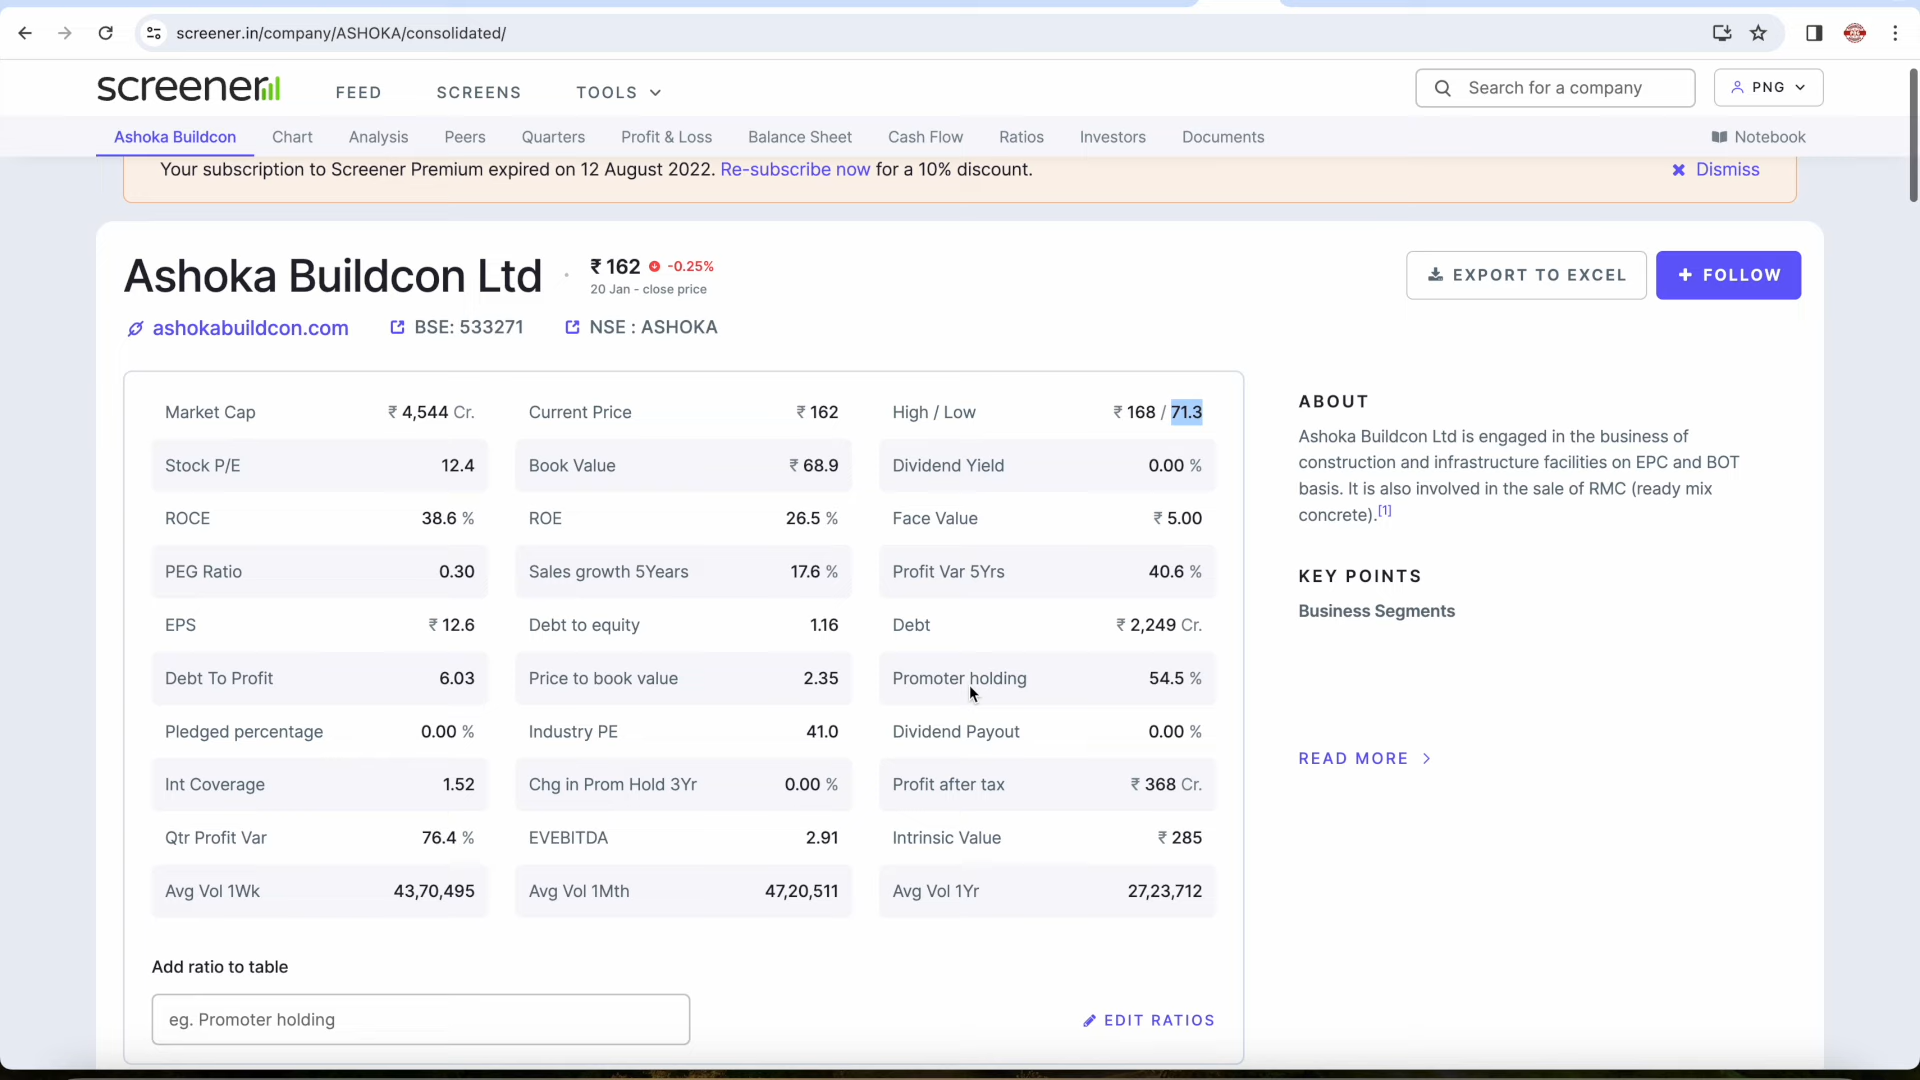 screener.in/company/ASHOKA/consolidated/
screener
FEED SCREENS TOOLS
Search for a company
PNG
Ashoka Buildcon Chart Analysis Peers Quarters Profit & Loss Balance Sheet Cash Flow Ratios Investors Documents Notebook
Your subscription to Screener Premium expired on 12 August 2022. Re-subscribe now for a 10% discount. Dismiss
Ashoka Buildcon Ltd · ₹ 162 -0.25%
20 Jan - close price
EXPORT TO EXCEL + FOLLOW
ashokabuildcon.com BSE: 533271 NSE : ASHOKA
Market Cap ₹ 4,544 Cr. Current Price ₹ 162 High / Low ₹ 168 / 71.3
Stock P/E 12.4 Book Value ₹ 68.9 Dividend Yield 0.00 %
ROCE 38.6 % ROE 26.5 % Face Value ₹ 5.00
PEG Ratio 0.30 Sales growth 5Years 17.6 % Profit Var 5Yrs 40.6 %
EPS ₹ 12.6 Debt to equity 1.16 Debt ₹ 2,249 Cr.
Debt To Profit 6.03 Price to book value 2.35 Promoter holding 54.5 %
Pledged percentage 0.00 % Industry PE 41.0 Dividend Payout 0.00 %
Int Coverage 1.52 Chg in Prom Hold 3Yr 0.00 % Profit after tax ₹ 368 Cr.
Qtr Profit Var 76.4 % EVEBITDA 2.91 Intrinsic Value ₹ 285
Avg Vol 1Wk 43,70,495 Avg Vol 1Mth 47,20,511 Avg Vol 1Yr 27,23,712
Add ratio to table
eg. Promoter holding
EDIT RATIOS
ABOUT
Ashoka Buildcon Ltd is engaged in the business of
construction and infrastructure facilities on EPC and BOT
basis. It is also involved in the sale of RMC (ready mix
concrete).[1]
KEY POINTS
Business Segments
READ MORE